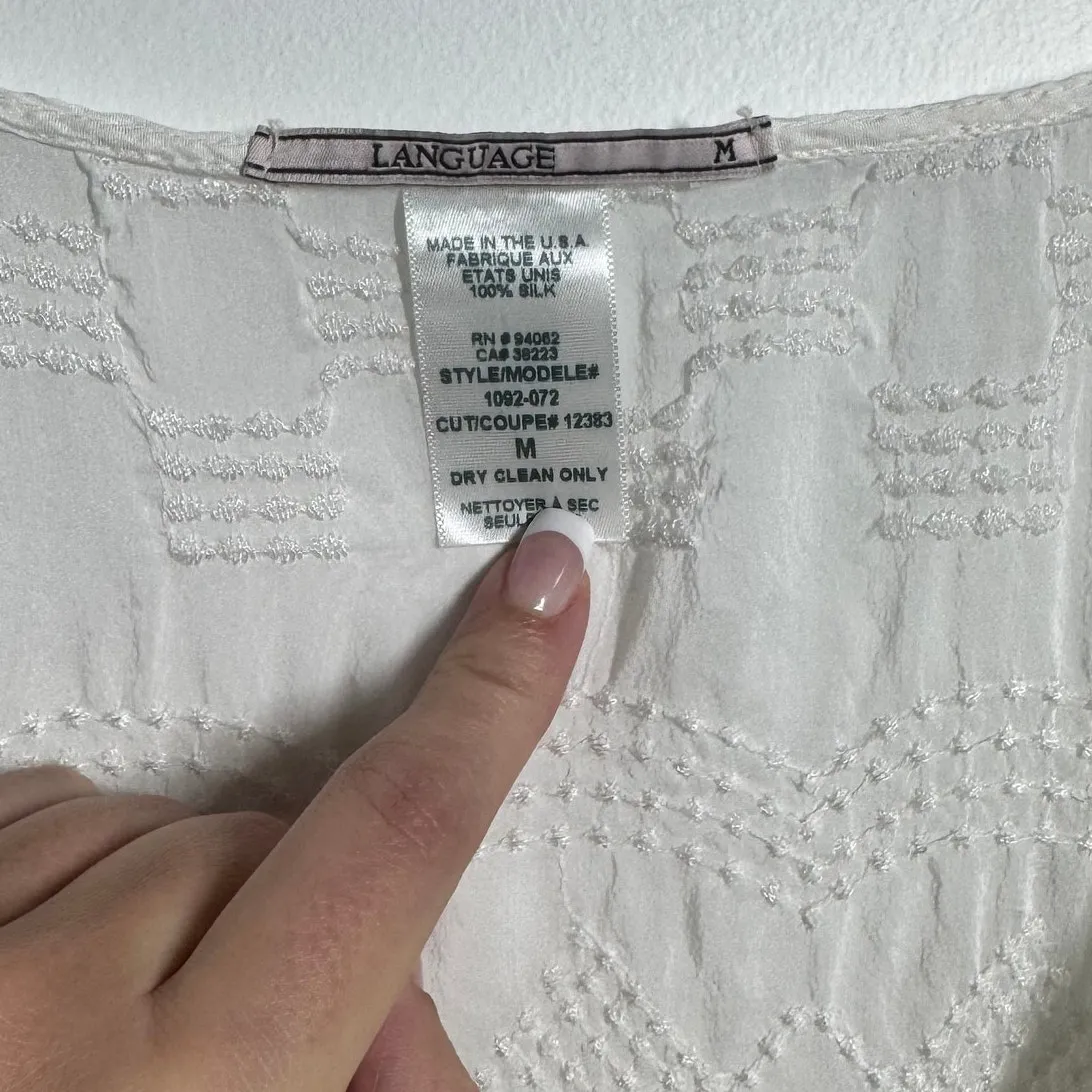 LANGUAGE M
MADE IN THE U.S.A.
FABRIQUE AUX
ETATS UNIS
100% SILK
RN # 94062
CA# 38223
STYLE/MODELE#
1092-072
CUT/COUPE# 12383
M
DRY CLEAN ONLY
NETTOYER À SEC